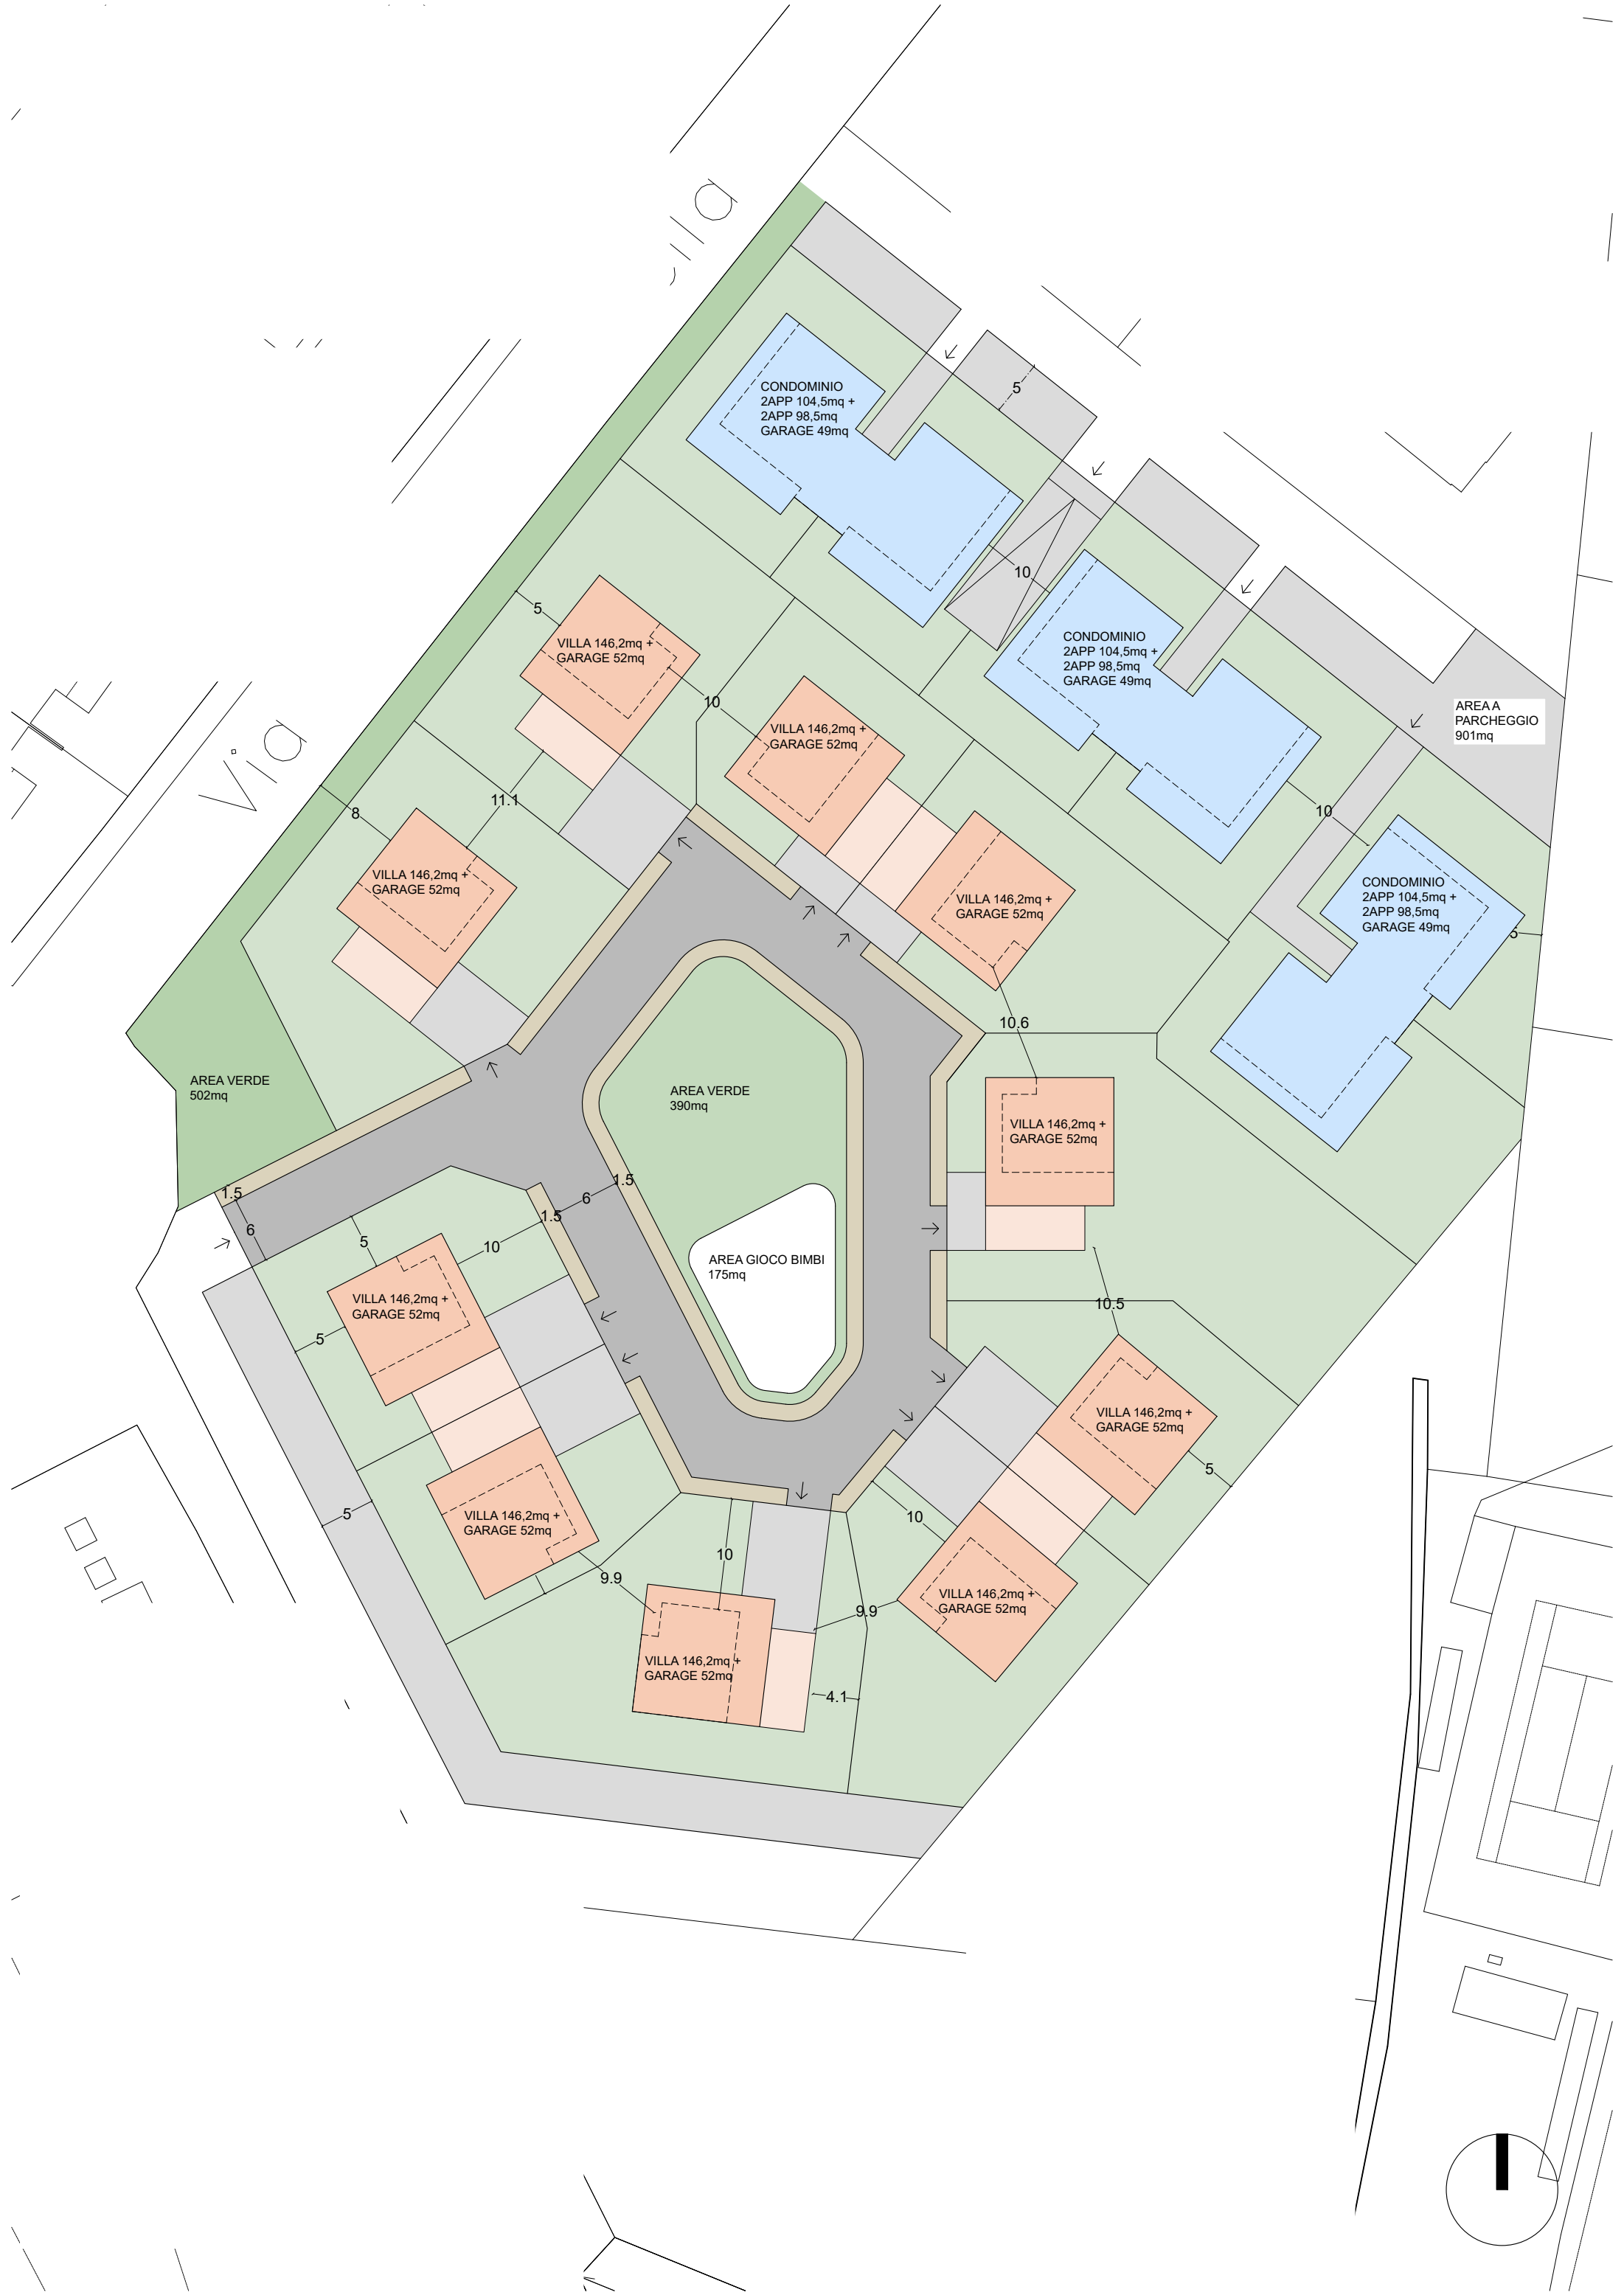 CONDOMINIO
2APP 104,5mq +
2APP 98,5mq
GARAGE 49mq
5
10
5
VILLA 146,2mq +
GARAGE 52mq
CONDOMINIO
2APP 104,5mq +
2APP 98,5mq
GARAGE 49mq
10
AREA A
PARCHEGGIO
901mq
VILLA 146,2mq +
GARAGE 52mq
Via
11.1
8
10
VILLA 146,2mq +
GARAGE 52mq
VILLA 146,2mq +
GARAGE 52mq
CONDOMINIO
2APP 104,5mq +
2APP 98,5mq
GARAGE 49mq
5
10.6
AREA VERDE
502mq
AREA VERDE
390mq
VILLA 146,2mq +
GARAGE 52mq
1.5
1.5
6
1.5
6
5
10
AREA GIOCO BIMBI
175mq
VILLA 146,2mq +
GARAGE 52mq
10.5
5
VILLA 146,2mq +
GARAGE 52mq
5
5
VILLA 146,2mq +
GARAGE 52mq
10
10
9.9
VILLA 146,2mq +
GARAGE 52mq
9.9
VILLA 146,2mq +
GARAGE 52mq
4.1